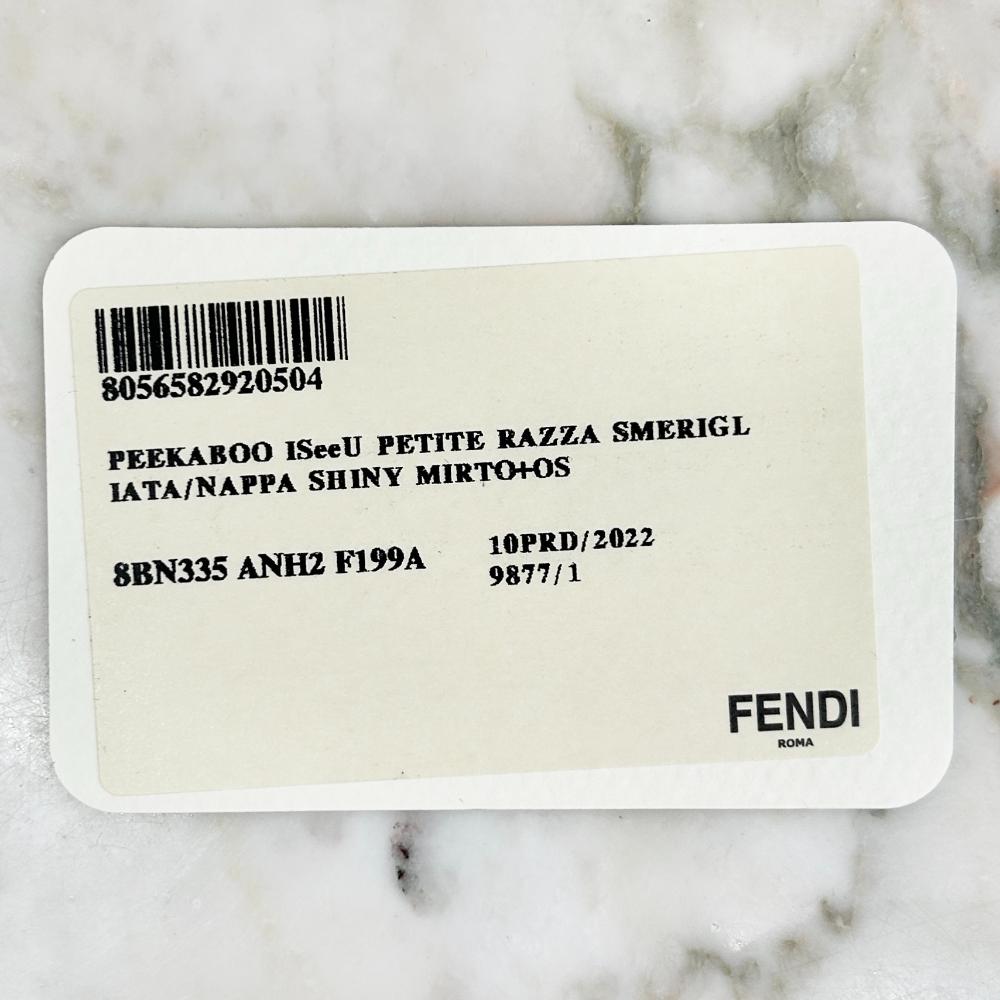 8056582920504
PEEKABOO ISeeU PETITE RAZZA SMERIGL
IATA/NAPPA SHINY MIRTO+OS
8BN335 ANH2 F199A
10PRD/2022
9877/1
FENDI
ROMA